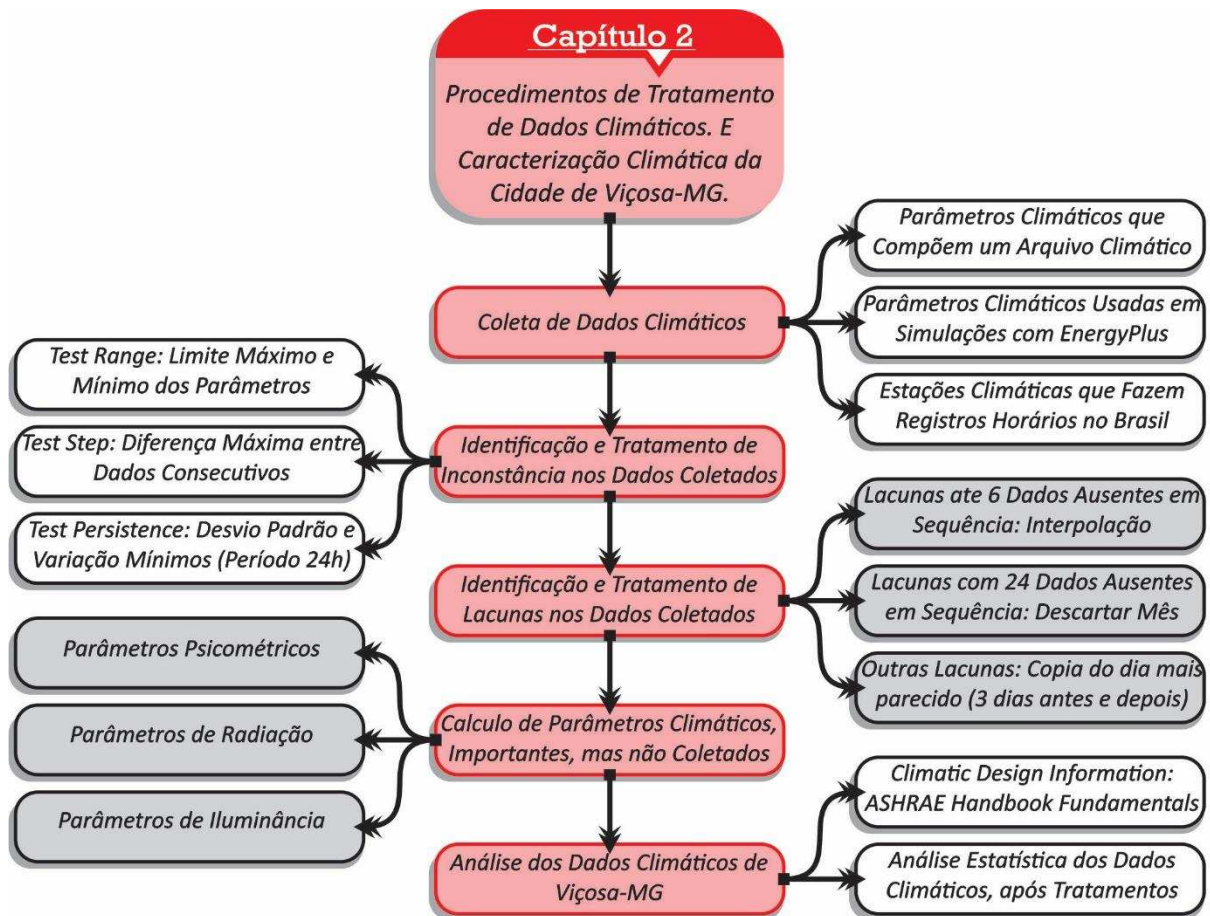 Capítulo 2
Procedimentos de Tratamento
de Dados Climáticos. E
Caracterização Climática da
Cidade de Viçosa-MG.
Coleta de Dados Climáticos
Parâmetros Climáticos que
Compõem um Arquivo Climático
Parâmetros Climáticos Usadas em
Simulações com EnergyPlus
Estações Climáticas que Fazem
Registros Horários no Brasil
Identificação e Tratamento de
Inconstância nos Dados Coletados
Test Range: Limite Máximo e
Mínimo dos Parâmetros
Test Step: Diferença Máxima entre
Dados Consecutivos
Test Persistence: Desvio Padrão e
Variação Mínimos (Período 24h)
Identificação e Tratamento de
Lacunas nos Dados Coletados
Lacunas ate 6 Dados Ausentes em
Sequência: Interpolação
Lacunas com 24 Dados Ausentes
em Sequência: Descartar Mês
Outras Lacunas: Copia do dia mais
parecido (3 dias antes e depois)
Calculo de Parâmetros Climáticos,
Importantes, mas não Coletados
Parâmetros Psicométricos
Parâmetros de Radiação
Parâmetros de Iluminância
Análise dos Dados Climáticos de
Viçosa-MG
Climatic Design Information:
ASHRAE Handbook Fundamentals
Análise Estatística dos Dados
Climáticos, após Tratamentos